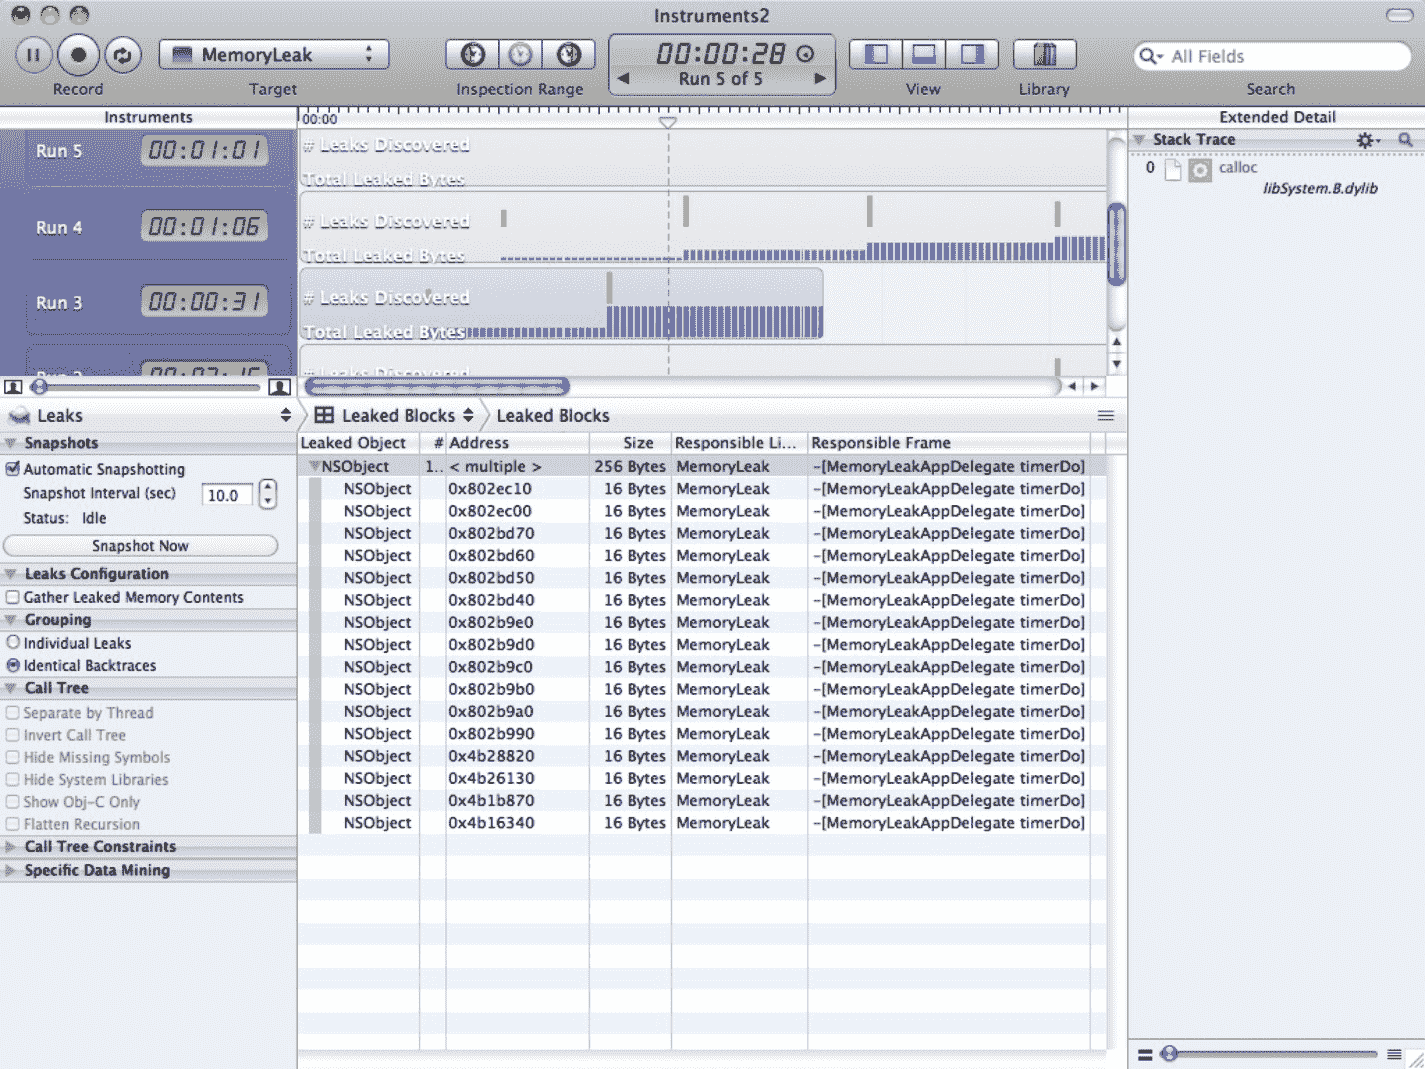 Instruments2
MemoryLeak
00:00:28
Run 5 of 5
All Fields
Record
Target
Inspection Range
View
Library
Search
Instruments
00:00
Extended Detail
Run 5
00:01:01
# Leaks Discovered
Total Leaked Bytes
Stack Trace
0
calloc
libSystem.B.dylib
Run 4
00:01:06
# Leaks Discovered
Total Leaked Bytes
Run 3
00:00:31
# Leaks Discovered
Total Leaked Bytes
Leaks
Leaked Blocks
Leaked Blocks
Snapshots
Automatic Snapshotting
Snapshot Interval (sec)
10.0
Status: Idle
Snapshot Now
Leaks Configuration
Gather Leaked Memory Contents
Grouping
Individual Leaks
Identical Backtraces
Call Tree
Separate by Thread
Invert Call Tree
Hide Missing Symbols
Hide System Libraries
Show Obj-C Only
Flatten Recursion
Call Tree Constraints
Specific Data Mining
Leaked Object # Address Size Responsible Li... Responsible Frame
NSObject 1.. < multiple > 256 Bytes MemoryLeak -[MemoryLeakAppDelegate timerDo]
NSObject 0x802ec10 16 Bytes MemoryLeak -[MemoryLeakAppDelegate timerDo]
NSObject 0x802ec00 16 Bytes MemoryLeak -[MemoryLeakAppDelegate timerDo]
NSObject 0x802bd70 16 Bytes MemoryLeak -[MemoryLeakAppDelegate timerDo]
NSObject 0x802bd60 16 Bytes MemoryLeak -[MemoryLeakAppDelegate timerDo]
NSObject 0x802bd50 16 Bytes MemoryLeak -[MemoryLeakAppDelegate timerDo]
NSObject 0x802bd40 16 Bytes MemoryLeak -[MemoryLeakAppDelegate timerDo]
NSObject 0x802b9e0 16 Bytes MemoryLeak -[MemoryLeakAppDelegate timerDo]
NSObject 0x802b9d0 16 Bytes MemoryLeak -[MemoryLeakAppDelegate timerDo]
NSObject 0x802b9c0 16 Bytes MemoryLeak -[MemoryLeakAppDelegate timerDo]
NSObject 0x802b9b0 16 Bytes MemoryLeak -[MemoryLeakAppDelegate timerDo]
NSObject 0x802b9a0 16 Bytes MemoryLeak -[MemoryLeakAppDelegate timerDo]
NSObject 0x802b990 16 Bytes MemoryLeak -[MemoryLeakAppDelegate timerDo]
NSObject 0x4b28820 16 Bytes MemoryLeak -[MemoryLeakAppDelegate timerDo]
NSObject 0x4b26130 16 Bytes MemoryLeak -[MemoryLeakAppDelegate timerDo]
NSObject 0x4b1b870 16 Bytes MemoryLeak -[MemoryLeakAppDelegate timerDo]
NSObject 0x4b16340 16 Bytes MemoryLeak -[MemoryLeakAppDelegate timerDo]